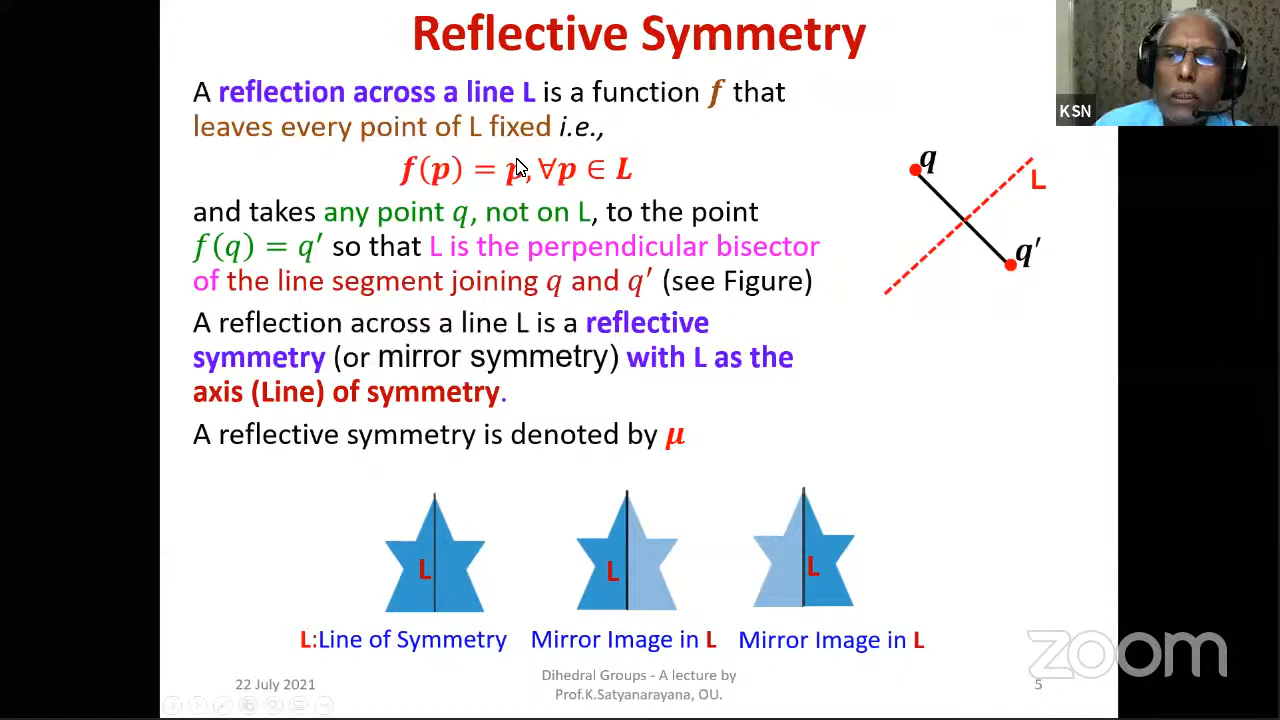 Reflective Symmetry
KSN
A reflection across a line L is a function f that
leaves every point of L fixed i.e.,
f(p) = p, ∀p ∈ L
and takes any point q, not on L, to the point
f(q) = q′ so that L is the perpendicular bisector
of the line segment joining q and q′ (see Figure)
q
L
q′
A reflection across a line L is a reflective
symmetry (or mirror symmetry) with L as the
axis (Line) of symmetry.
A reflective symmetry is denoted by μ
L
L
L
L:Line of Symmetry
Mirror Image in L
Mirror Image in L
zoom
22 July 2021
Dihedral Groups - A lecture by
Prof.K.Satyanarayana, OU.
5